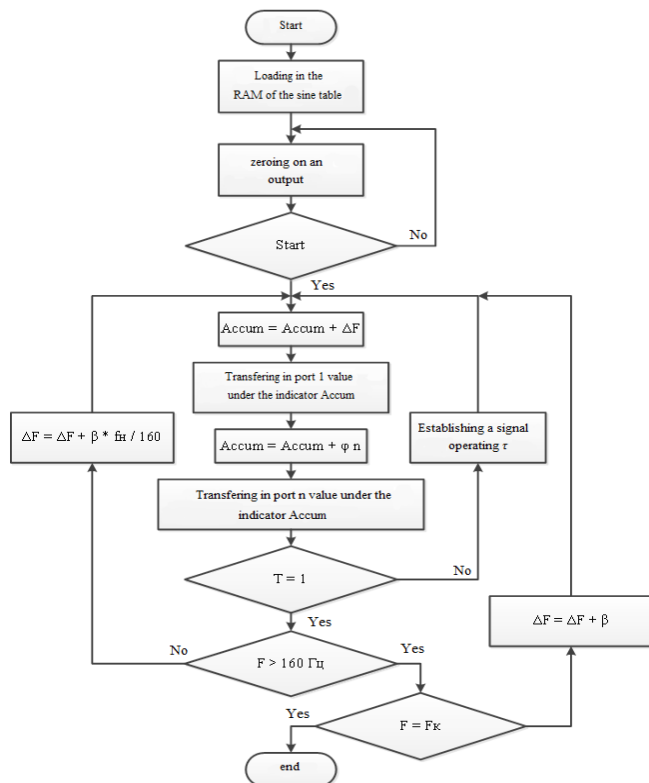 Start
Loading in the
RAM of the sine table
zeroing on an
output
Start
No
Yes
Accum = Accum + ΔF
Transfering in port 1 value
under the indicator Accum
ΔF = ΔF + β * fн / 160
Accum = Accum + φ n
Establishing a signal
operating τ
Transfering in port n value under the
indicator Accum
T = 1
No
Yes
ΔF = ΔF + β
No
F > 160 Гц
Yes
Yes
F = Fк
end